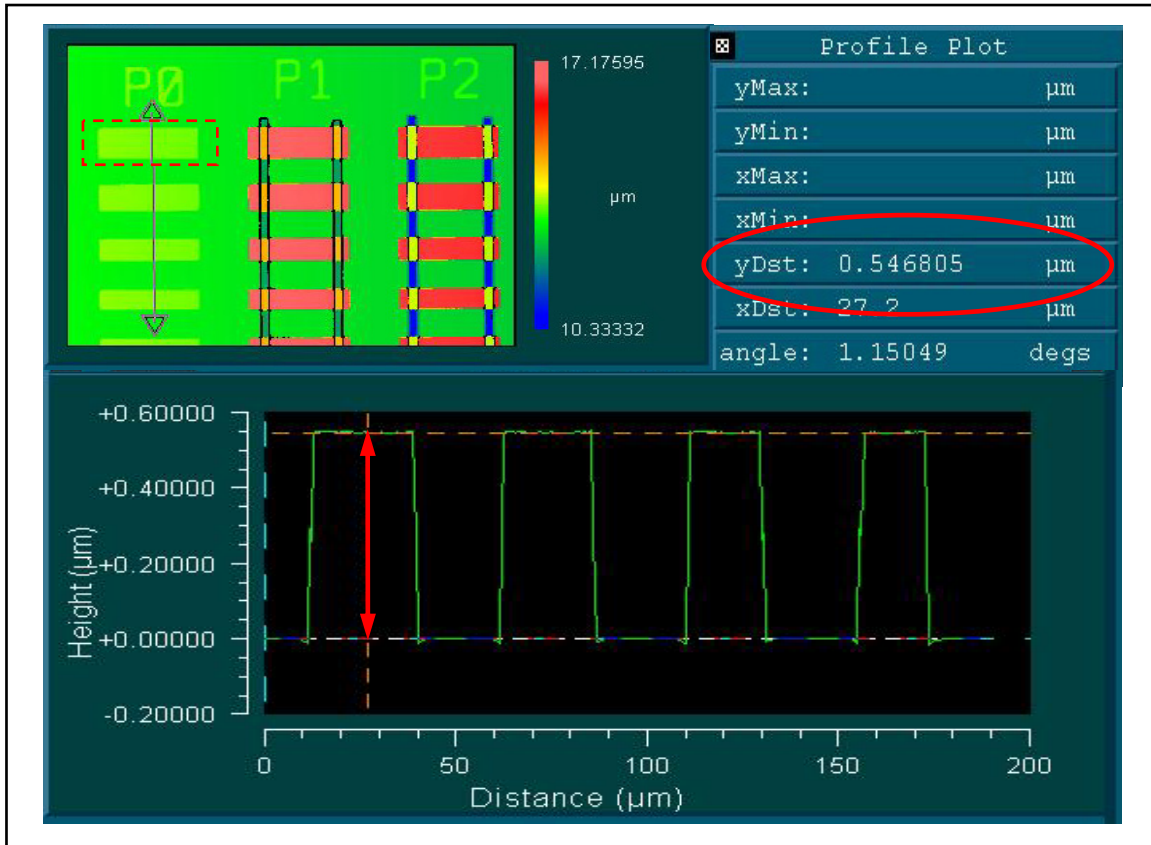 P0 P1 P2
17.17595
µm
10.33332
Profile Plot
yMax: µm
yMin: µm
xMax: µm
xMin: µm
yDst: 0.546805 µm
xDst: 27.2 µm
angle: 1.15049 degs
+0.60000
+0.40000
+0.20000
+0.00000
-0.20000
Height (µm)
0 50 100 150 200
Distance (µm)